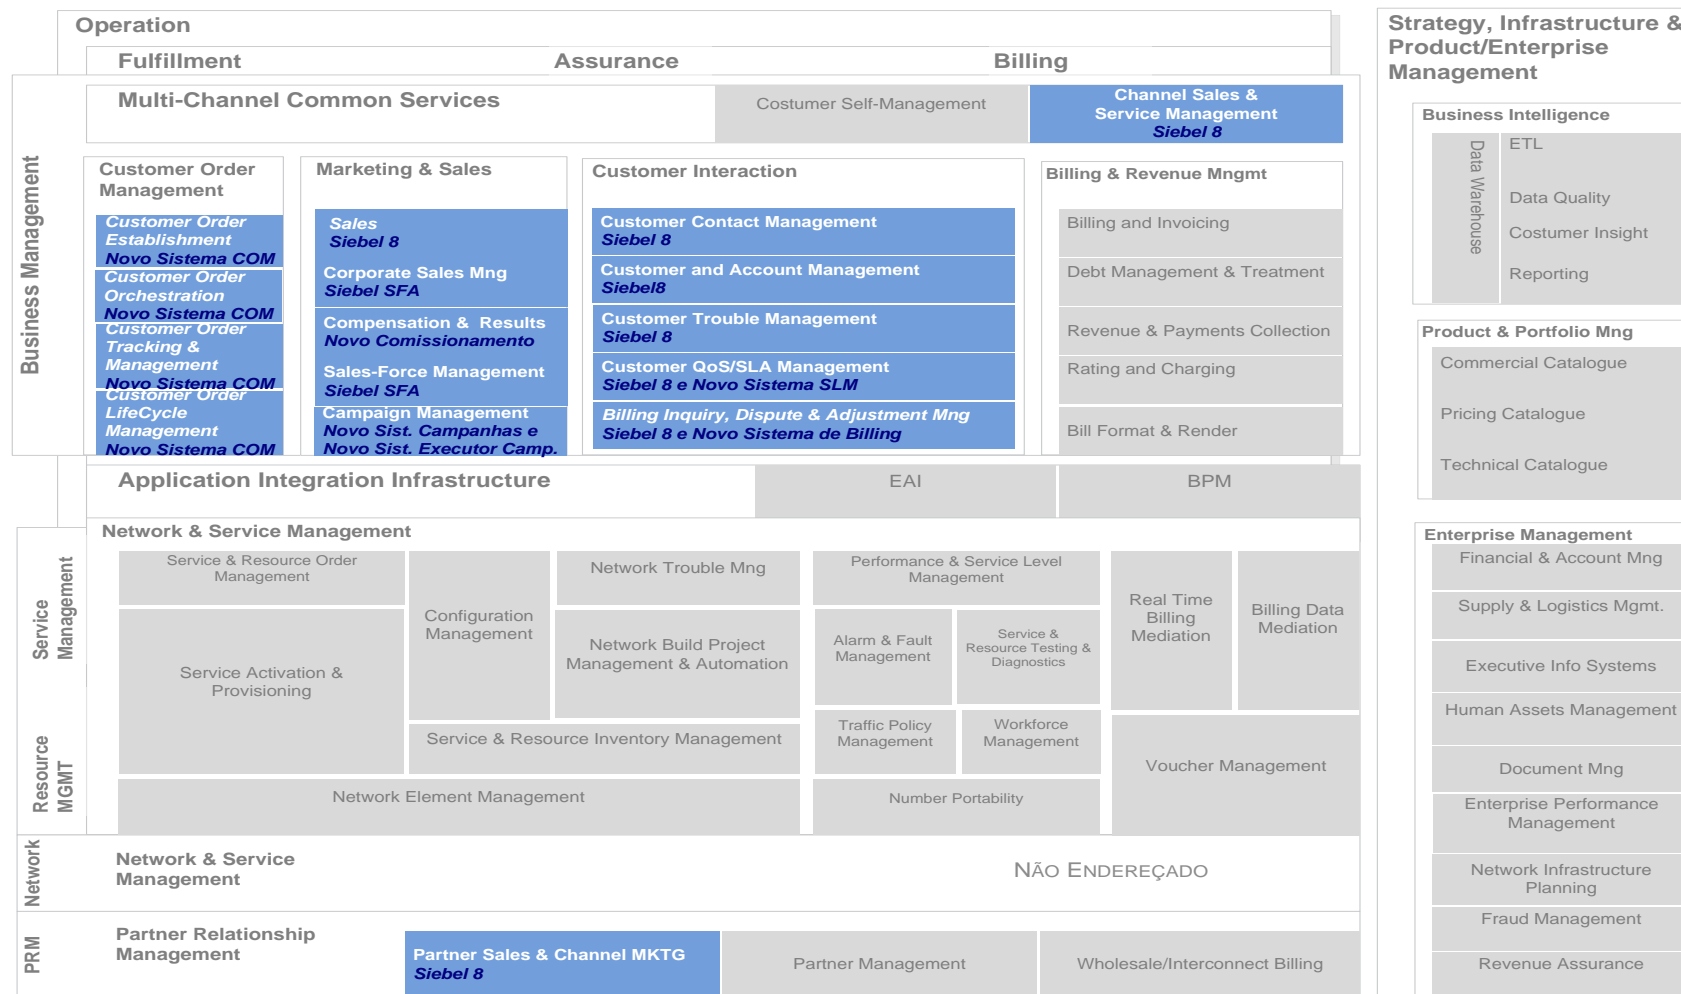 Operation
Fulfillment
Assurance
Billing
Multi-Channel Common Services
Costumer Self-Management
Channel Sales &
Service Management
Siebel 8
Business Management
Customer Order
Management
Customer Order
Establishment
Novo Sistema COM
Customer Order
Orchestration
Novo Sistema COM
Customer Order
Tracking &
Management
Novo Sistema COM
Customer Order
LifeCycle
Management
Novo Sistema COM
Marketing & Sales
Sales
Siebel 8
Corporate Sales Mng
Siebel SFA
Compensation & Results
Novo Comissionamento
Sales-Force Management
Siebel SFA
Campaign Management
Novo Sist. Campanhas e
Novo Sist. Executor Camp.
Customer Interaction
Customer Contact Management
Siebel 8
Customer and Account Management
Siebel8
Customer Trouble Management
Siebel 8
Customer QoS/SLA Management
Siebel 8 e Novo Sistema SLM
Billing Inquiry, Dispute & Adjustment Mng
Siebel 8 e Novo Sistema de Billing
Billing & Revenue Mngmt
Billing and Invoicing
Debt Management & Treatment
Revenue & Payments Collection
Rating and Charging
Bill Format & Render
Application Integration Infrastructure
EAI
BPM
Service
Management
Resource
MGMT
Network & Service Management
Service & Resource Order
Management
Service Activation &
Provisioning
Configuration
Management
Network Trouble Mng
Network Build Project
Management & Automation
Service & Resource Inventory Management
Network Element Management
Performance & Service Level
Management
Alarm & Fault
Management
Service &
Resource Testing &
Diagnostics
Traffic Policy
Management
Workforce
Management
Number Portability
Real Time
Billing
Mediation
Billing Data
Mediation
Voucher Management
Network
Network & Service
Management
NÃO ENDEREÇADO
PRM
Partner Relationship
Management
Partner Sales & Channel MKTG
Siebel 8
Partner Management
Wholesale/Interconnect Billing
Strategy, Infrastructure &
Product/Enterprise
Management
Business Intelligence
Data Warehouse
ETL
Data Quality
Costumer Insight
Reporting
Product & Portfolio Mng
Commercial Catalogue
Pricing Catalogue
Technical Catalogue
Enterprise Management
Financial & Account Mng
Supply & Logistics Mgmt.
Executive Info Systems
Human Assets Management
Document Mng
Enterprise Performance
Management
Network Infrastructure
Planning
Fraud Management
Revenue Assurance